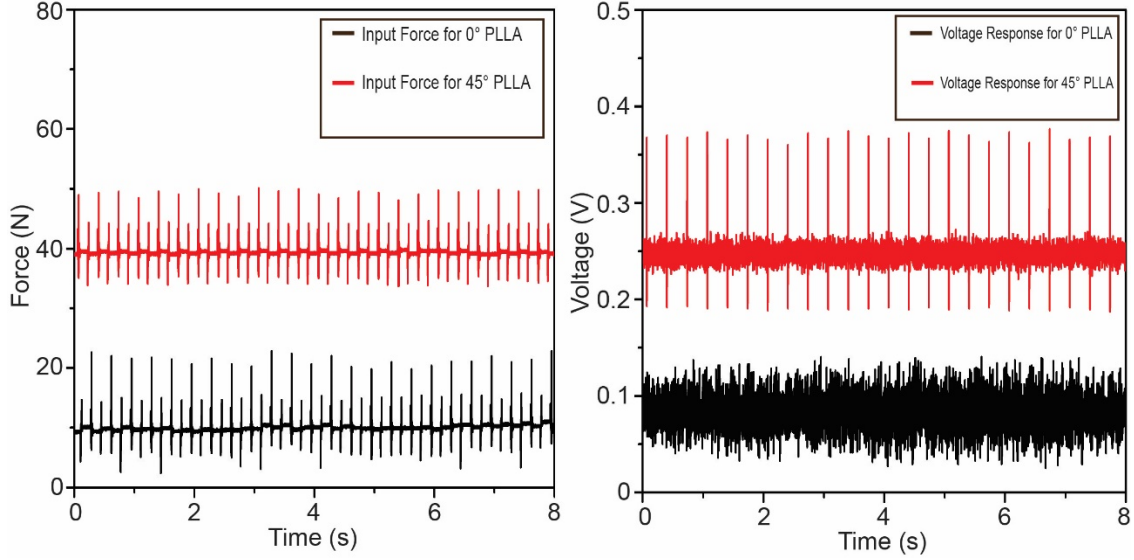 80
60
40
20
0
Force (N)
Input Force for 0° PLLA
Input Force for 45° PLLA
0
2
4
6
8
Time (s)
0.5
0.4
0.3
0.2
0.1
0
Voltage (V)
Voltage Response for 0° PLLA
Voltage Response for 45° PLLA
0
2
4
6
8
Time (s)